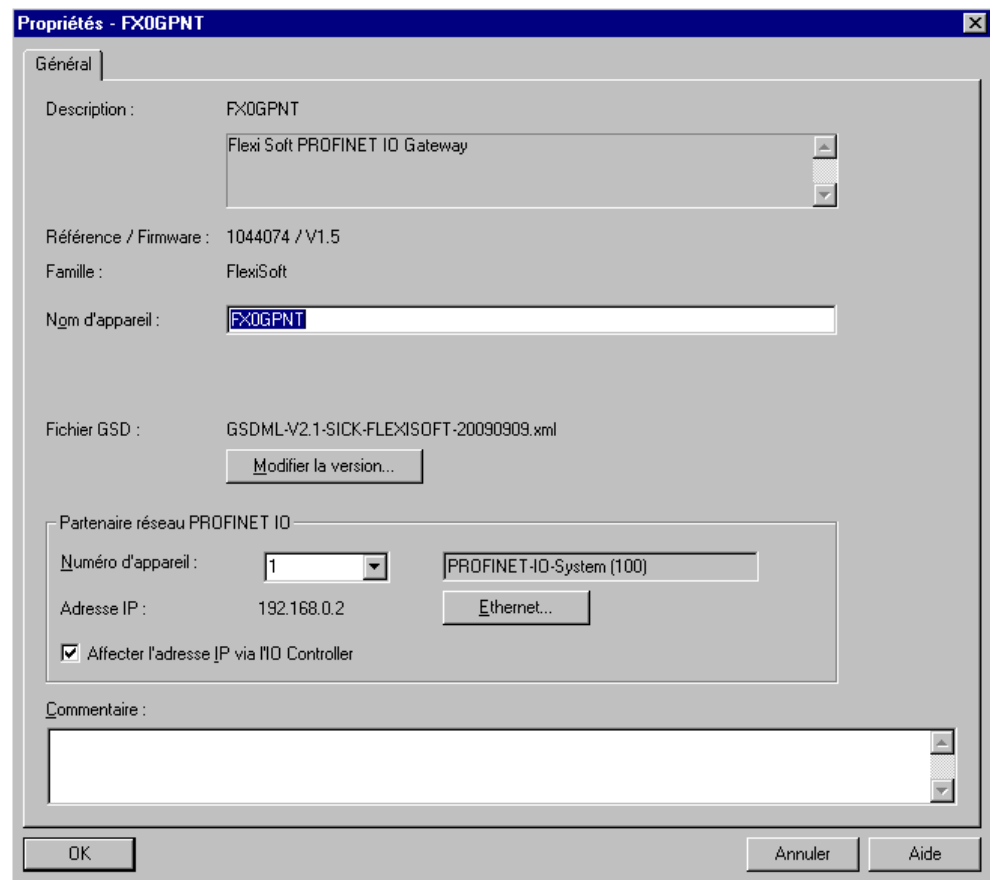 Propriétés - FX0GPNT
Général
Description : FX0GPNT
Flexi Soft PROFINET IO Gateway
Référence / Firmware : 1044074 / V1.5
Famille : FlexiSoft
Nom d'appareil : FX0GPNT
Fichier GSD : GSDML-V2.1-SICK-FLEXISOFT-20090909.xml
Modifier la version...
Partenaire réseau PROFINET IO
Numéro d'appareil : 1 PROFINET-IO-System (100)
Adresse IP : 192.168.0.2 Ethernet...
Affecter l'adresse IP via l'IO Controller
Commentaire :
OK Annuler Aide